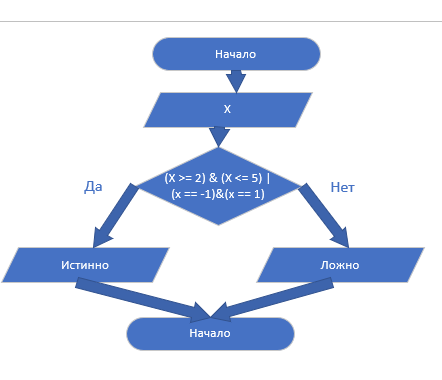 Начало
X
(X >= 2) & (X <= 5) |
(x == -1)&(x == 1)
Да
Нет
Истинно
Ложно
Начало